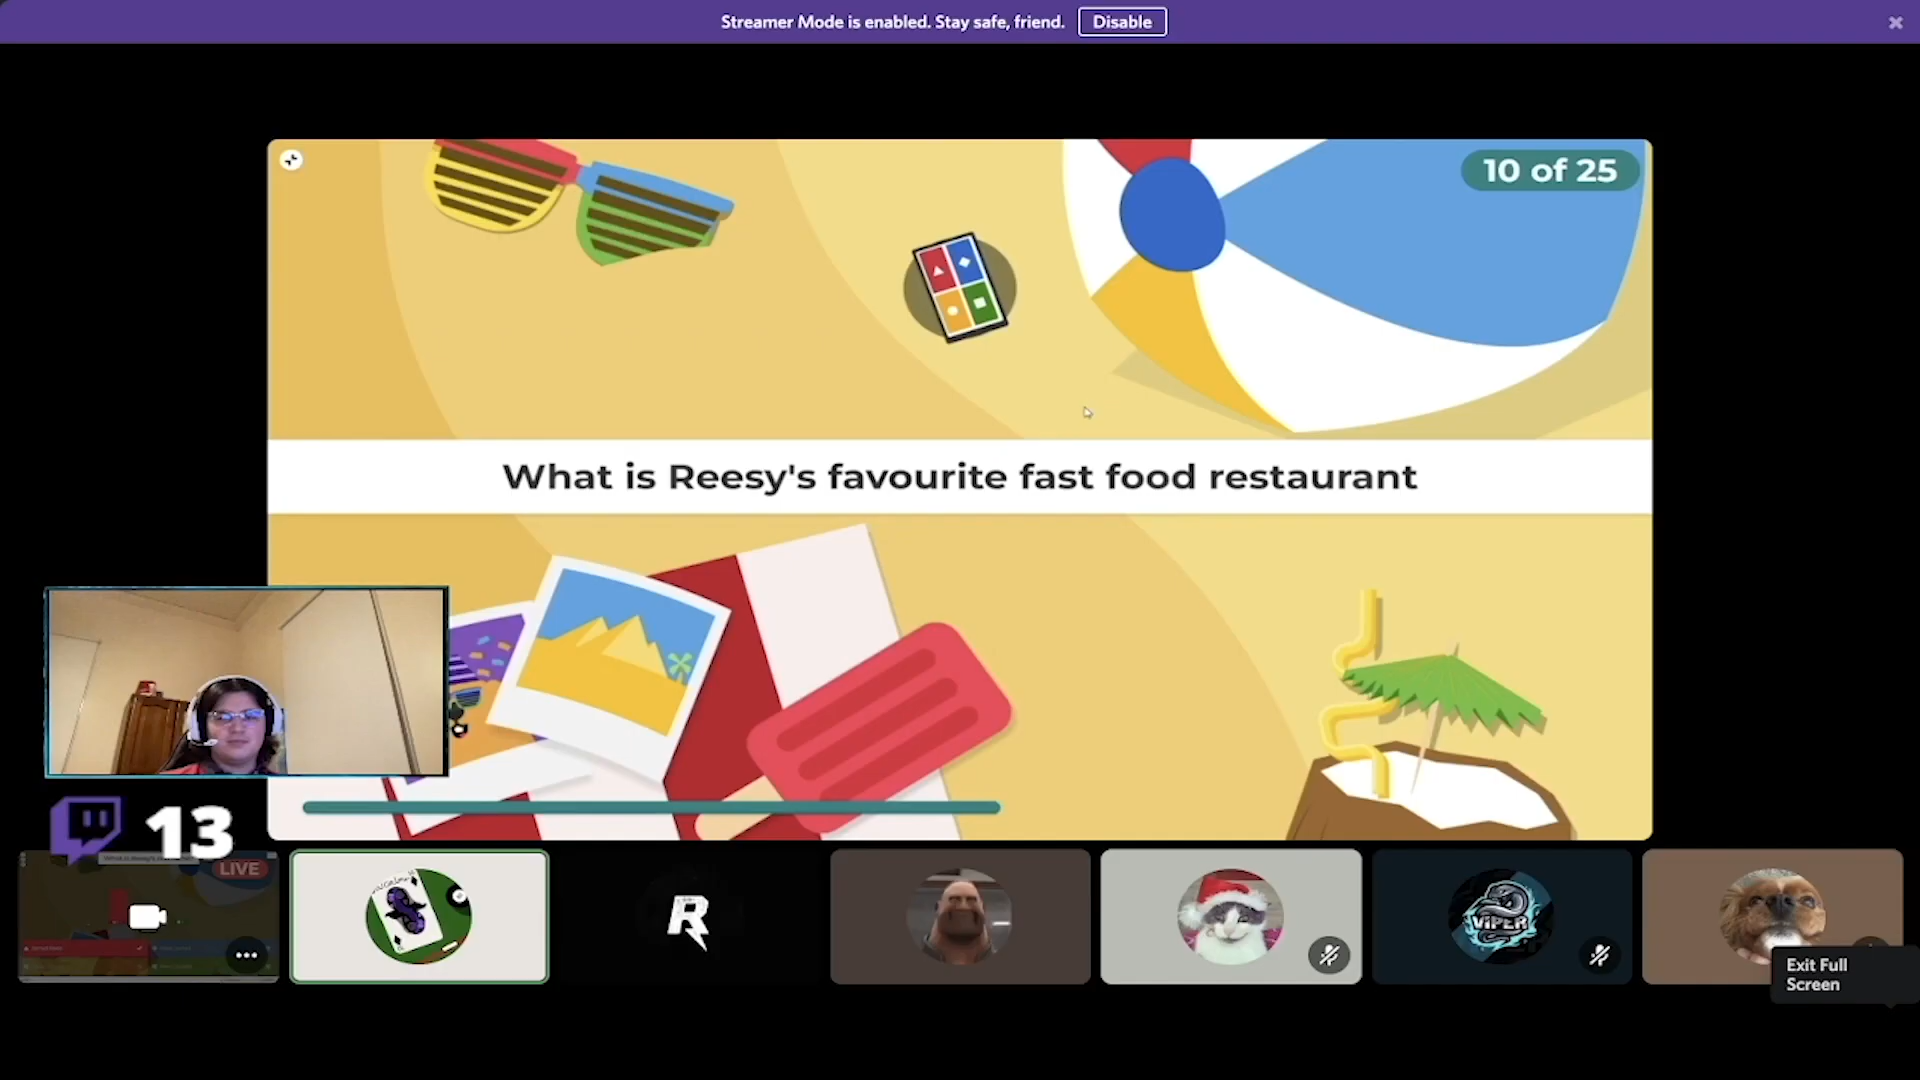 Streamer Mode is enabled. Stay safe, friend.
Disable
10 of 25
What is Reesy's favourite fast food restaurant
13
LIVE
R
VIPER
Exit Full
Screen